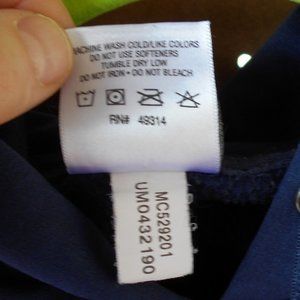 MACHINE WASH COLD/LIKE COLORS
DO NOT USE SOFTENERS
TUMBLE DRY LOW
DO NOT IRON • DO NOT BLEACH
RN# 49314
MC529201
UM0432190